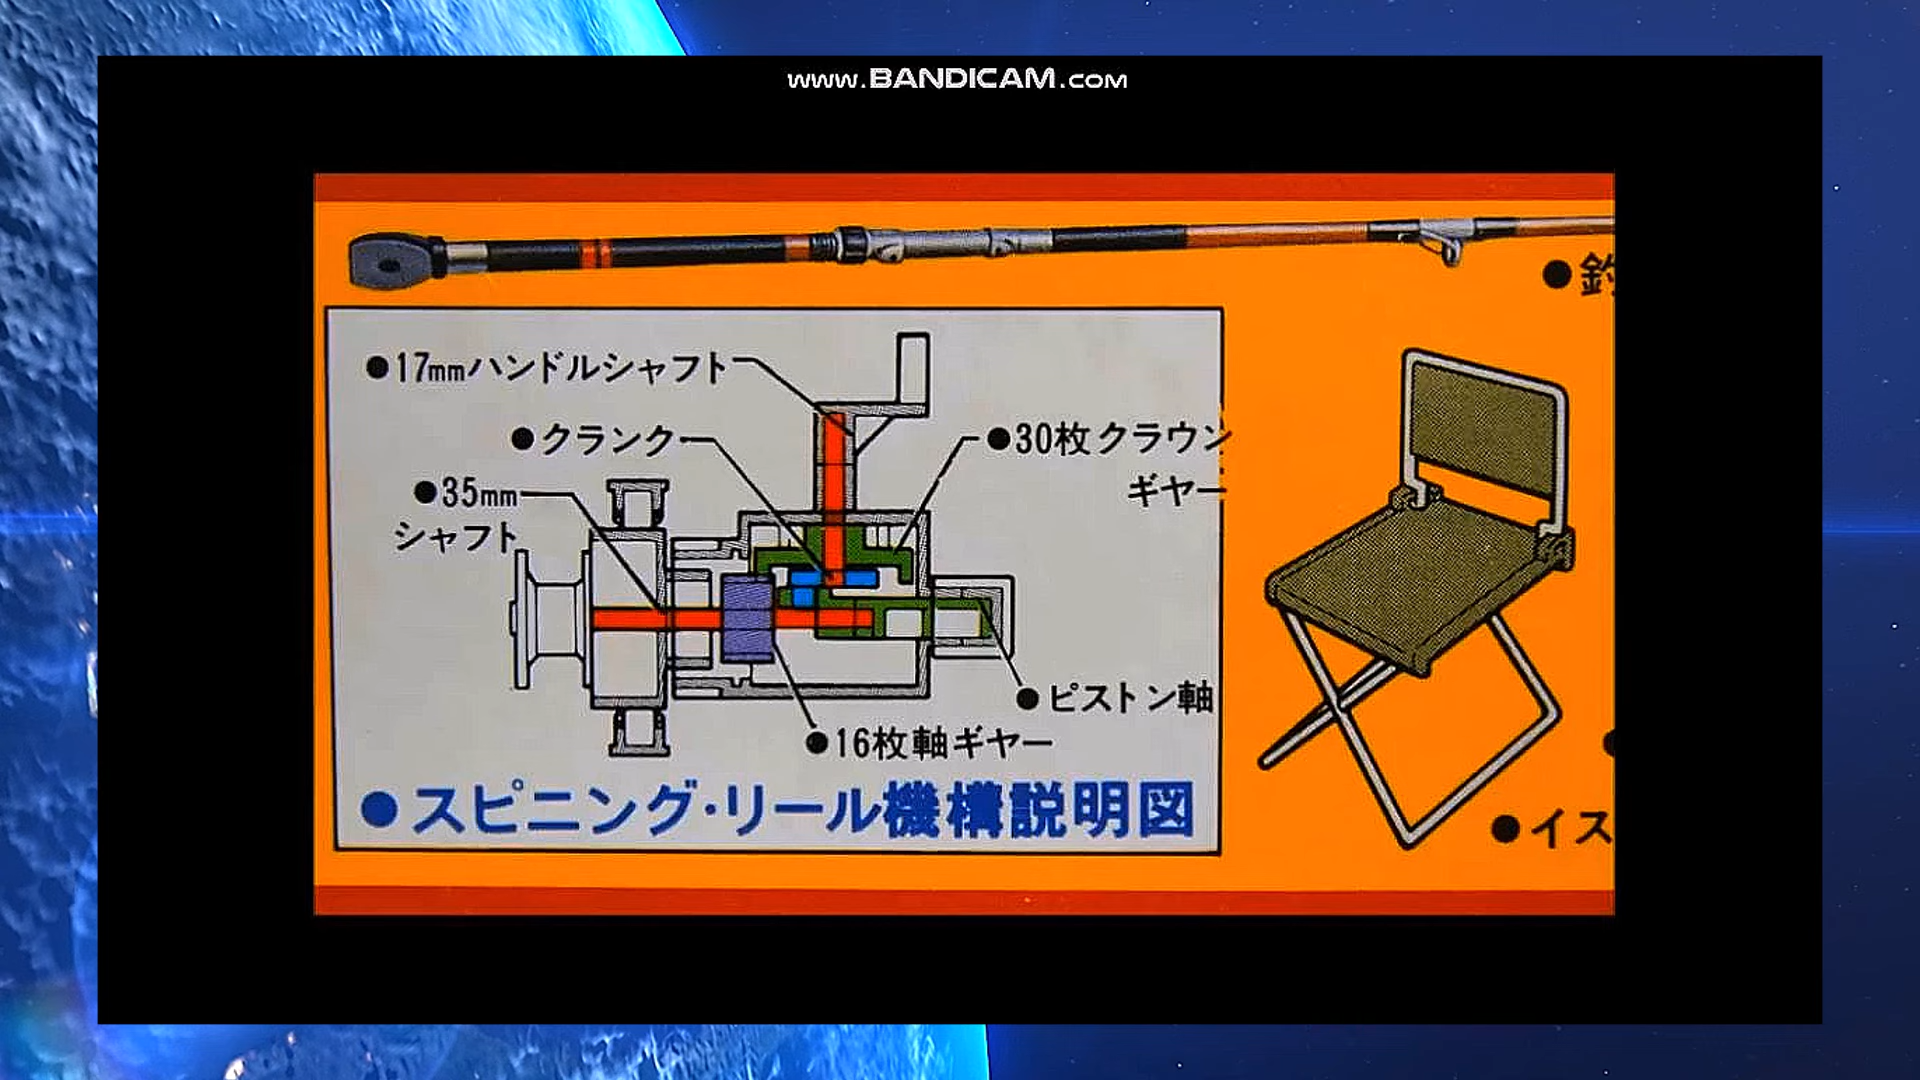 www.BANDICAM.com
●釣
●17mmハンドルシャフト
●クランク
●30枚クラウン
ギヤー
●35mm
シャフト
●ピストン軸
●16枚軸ギヤー
●スピニング・リール機構説明図
●イス